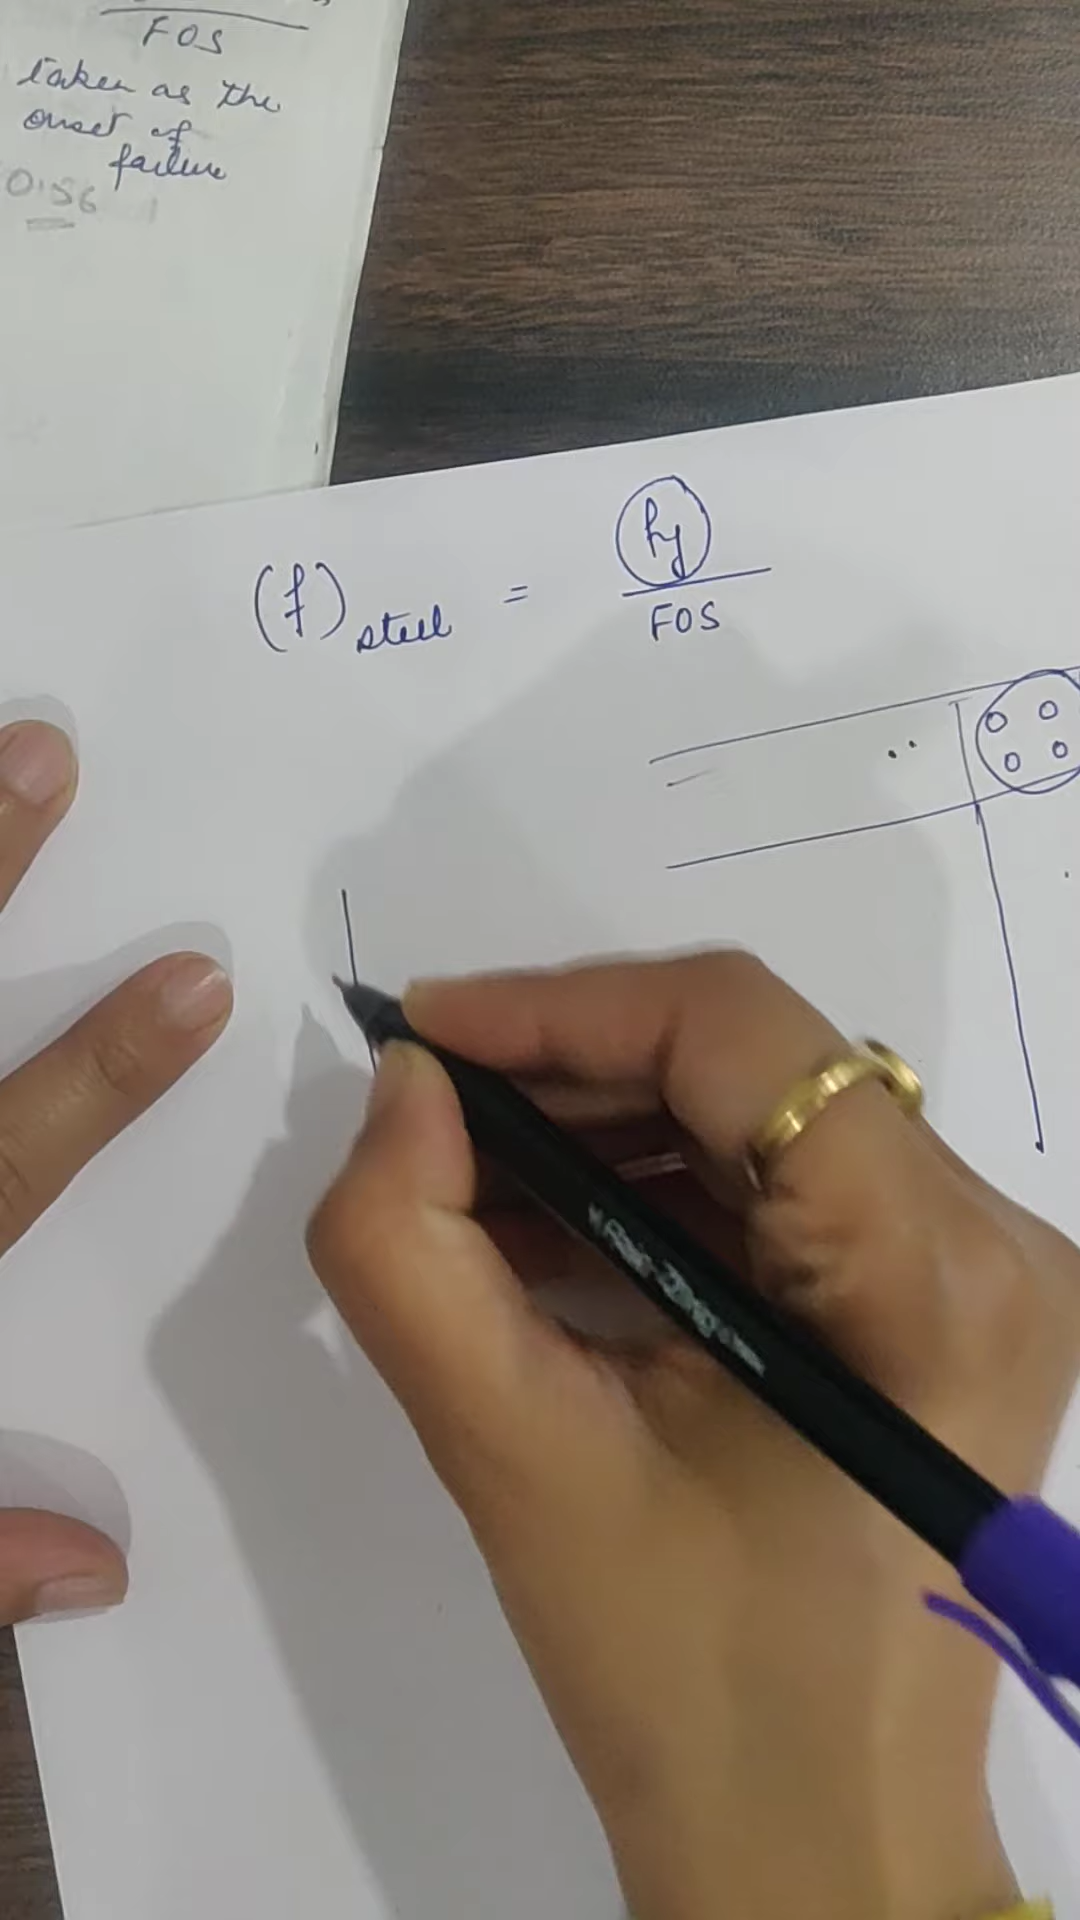 FOS
taken as the
onset of
failure
0.56
(f) steel = fy
FOS